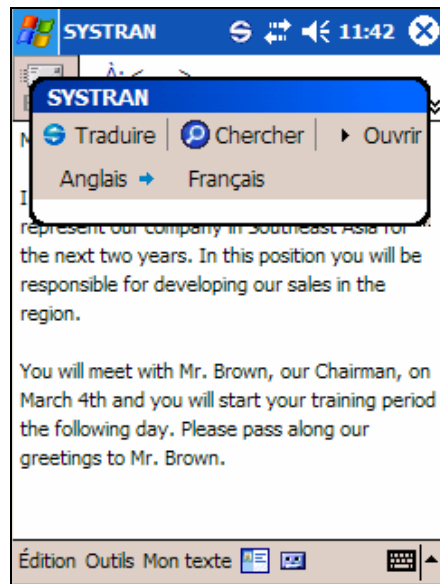 SYSTRAN 11:42
À: <
SYSTRAN
Traduire Chercher Ouvrir
Anglais → Français
represent our company in Southeast Asia for
the next two years. In this position you will be
responsible for developing our sales in the
region.
You will meet with Mr. Brown, our Chairman, on
March 4th and you will start your training period
the following day. Please pass along our
greetings to Mr. Brown.
Édition Outils Mon texte